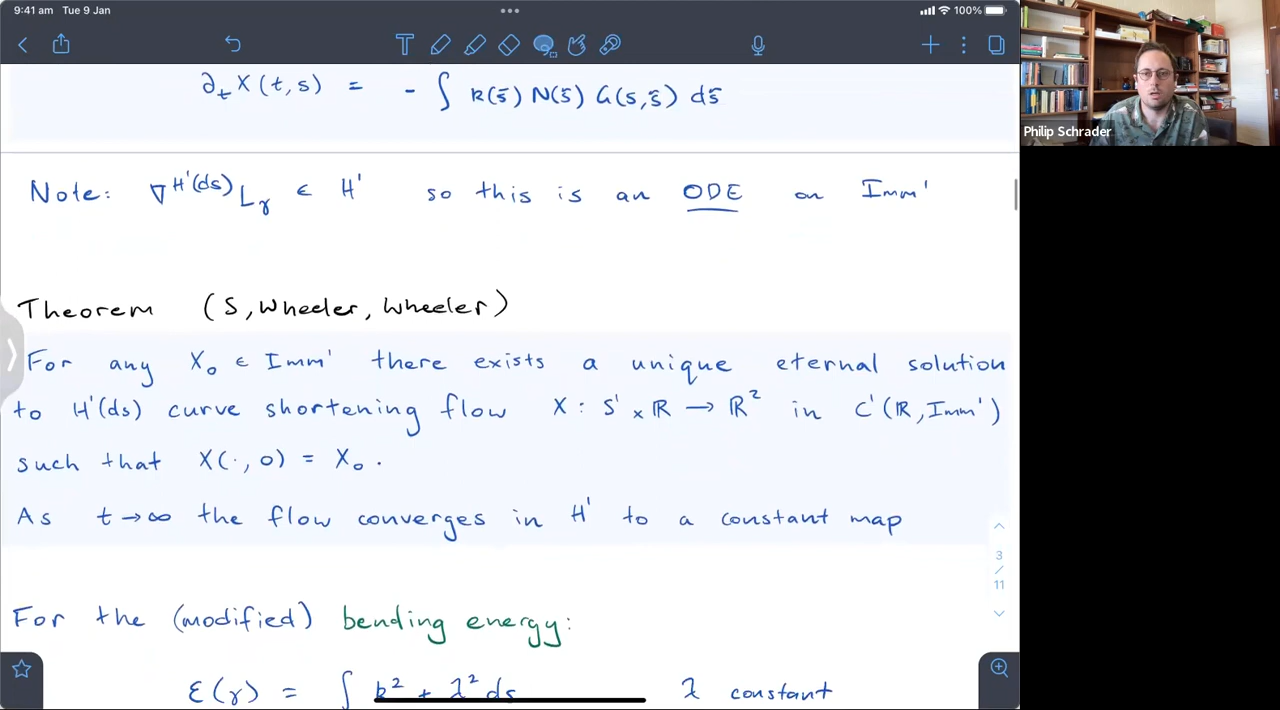 9:41 am Tue 9 Jan
100%
∂ₜ X(t,s) = - ∫ k(s̃) N(s̃) G(s,s̃) ds̃
Philip Schrader
Note: ∇^{H¹(ds)} L_γ ∈ H¹ so this is an ODE on Imm¹
Theorem (S, Wheeler, Wheeler)
For any X₀ ∈ Imm¹ there exists a unique eternal solution
to H¹(ds) curve shortening flow X : S¹ × ℝ → ℝ² in C¹(ℝ, Imm¹)
such that X(·, 0) = X₀ .
As t → ∞ the flow converges in H¹ to a constant map
3
/
11
For the (modified) bending energy:
Ɛ(γ) = ∫ k² + λ² ds λ constant